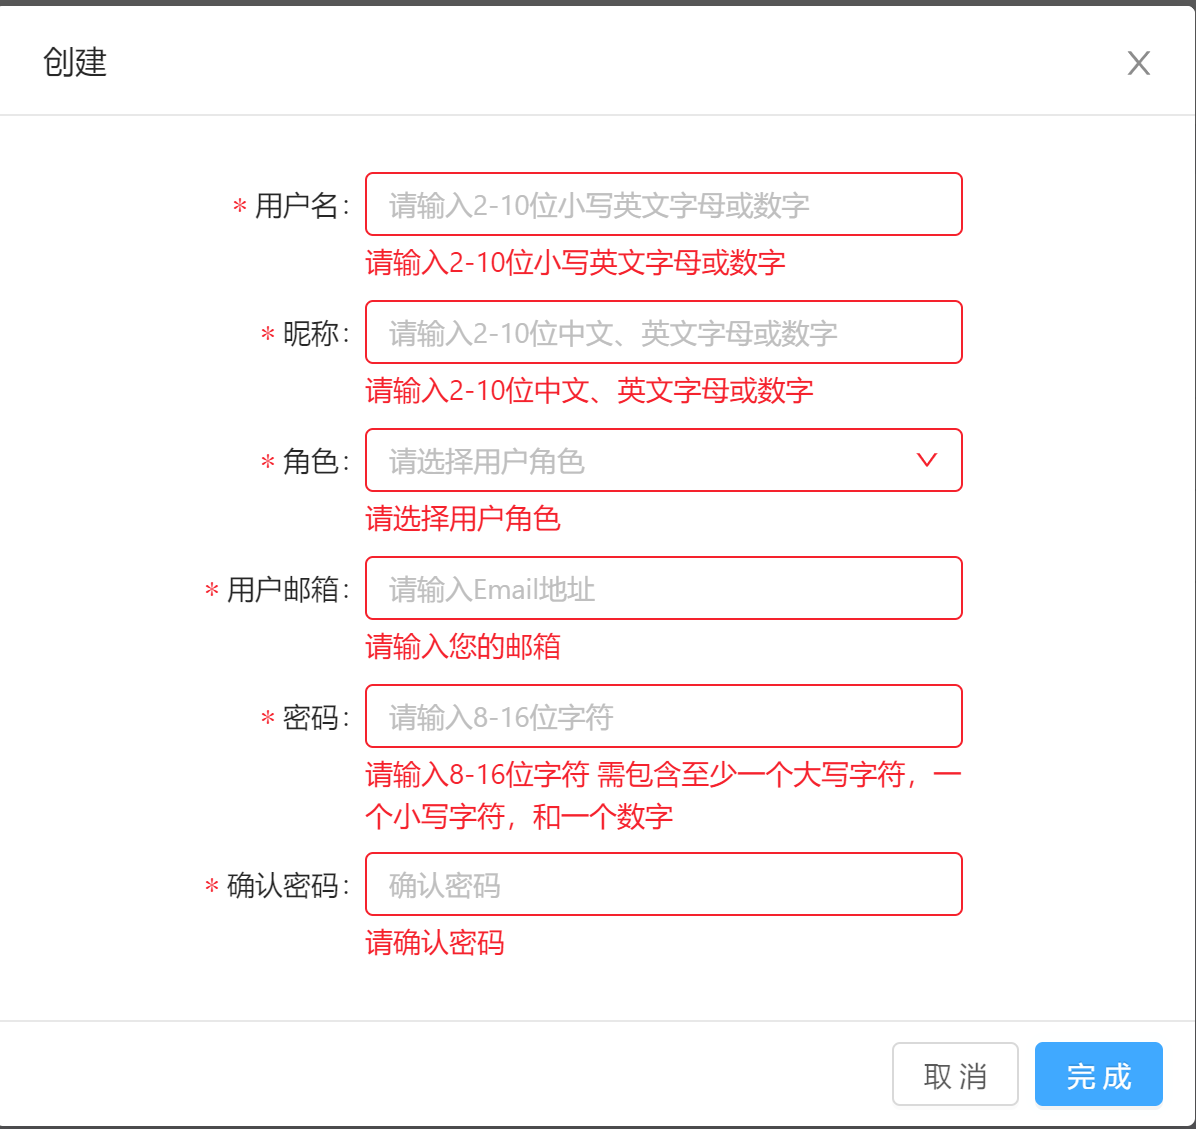 创建
* 用户名: 请输入2-10位小写英文字母或数字
请输入2-10位小写英文字母或数字
* 昵称: 请输入2-10位中文、英文字母或数字
请输入2-10位中文、英文字母或数字
* 角色: 请选择用户角色
请选择用户角色
* 用户邮箱: 请输入Email地址
请输入您的邮箱
* 密码: 请输入8-16位字符
请输入8-16位字符 需包含至少一个大写字符，一
个小写字符，和一个数字
* 确认密码: 确认密码
请确认密码
取 消 完 成